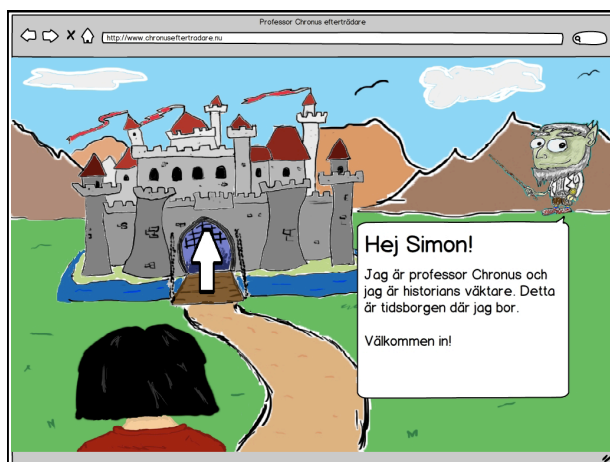 Professor Chronus efterträdare
http://www.chronuseftertradare.nu
Hej Simon!
Jag är professor Chronus och
jag är historians väktare. Detta
är tidsborgen där jag bor.
Välkommen in!